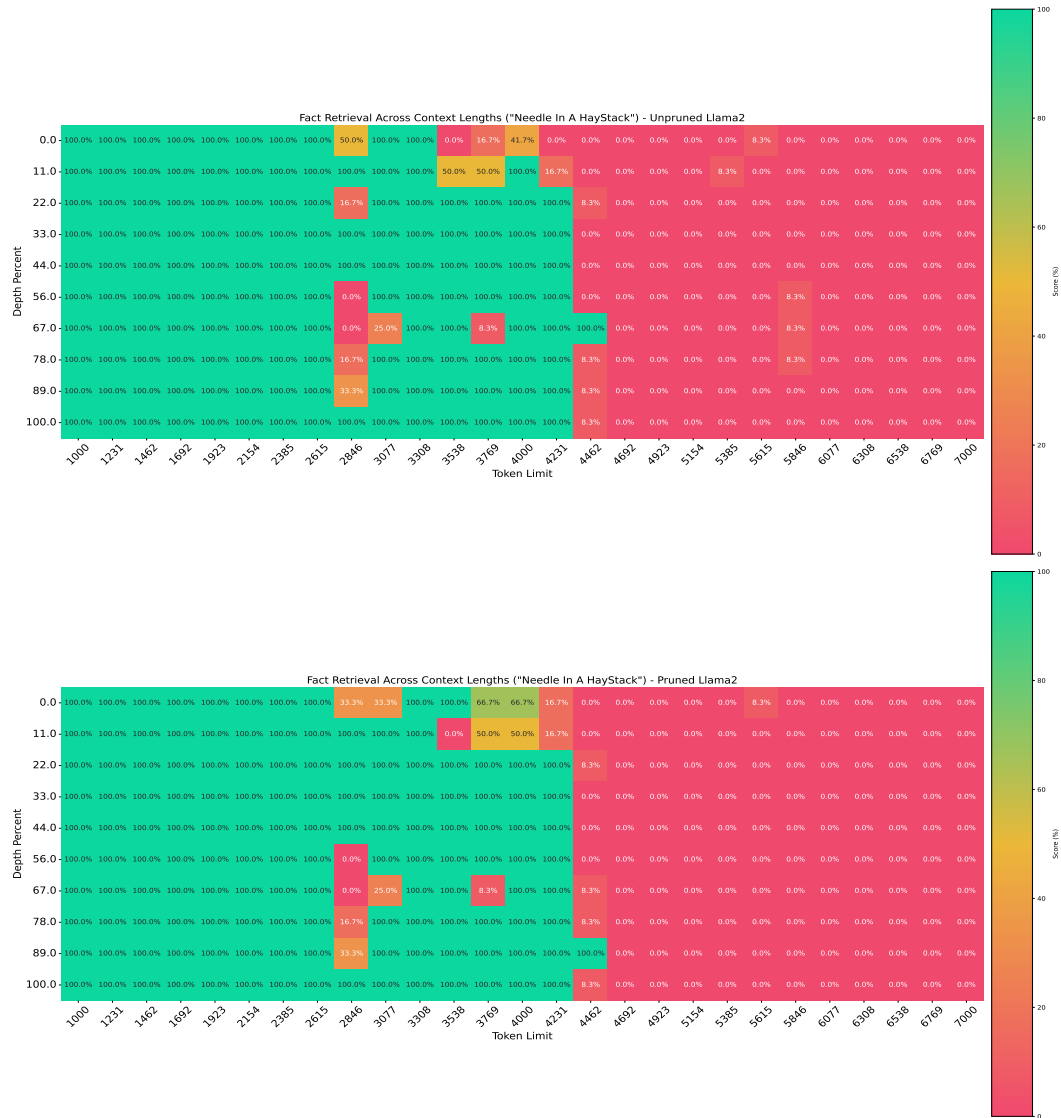 Fact Retrieval Across Context Lengths ("Needle In A HayStack") - Unpruned Llama2
0.0 100.0% 100.0% 100.0% 100.0% 100.0% 100.0% 100.0% 100.0% 50.0% 100.0% 100.0% 0.0% 16.7% 41.7% 0.0% 0.0% 0.0% 0.0% 0.0% 0.0% 8.3% 0.0% 0.0% 0.0% 0.0% 0.0% 0.0%
11.0 100.0% 100.0% 100.0% 100.0% 100.0% 100.0% 100.0% 100.0% 100.0% 100.0% 100.0% 50.0% 50.0% 100.0% 16.7% 0.0% 0.0% 0.0% 0.0% 8.3% 0.0% 0.0% 0.0% 0.0% 0.0% 0.0% 0.0%
22.0 100.0% 100.0% 100.0% 100.0% 100.0% 100.0% 100.0% 100.0% 16.7% 100.0% 100.0% 100.0% 100.0% 100.0% 100.0% 8.3% 0.0% 0.0% 0.0% 0.0% 0.0% 0.0% 0.0% 0.0% 0.0% 0.0% 0.0%
33.0 100.0% 100.0% 100.0% 100.0% 100.0% 100.0% 100.0% 100.0% 100.0% 100.0% 100.0% 100.0% 100.0% 100.0% 100.0% 0.0% 0.0% 0.0% 0.0% 0.0% 0.0% 0.0% 0.0% 0.0% 0.0% 0.0% 0.0%
44.0 100.0% 100.0% 100.0% 100.0% 100.0% 100.0% 100.0% 100.0% 100.0% 100.0% 100.0% 100.0% 100.0% 100.0% 100.0% 0.0% 0.0% 0.0% 0.0% 0.0% 0.0% 0.0% 0.0% 0.0% 0.0% 0.0% 0.0%
56.0 100.0% 100.0% 100.0% 100.0% 100.0% 100.0% 100.0% 100.0% 0.0% 100.0% 100.0% 100.0% 100.0% 100.0% 100.0% 0.0% 0.0% 0.0% 0.0% 0.0% 0.0% 8.3% 0.0% 0.0% 0.0% 0.0% 0.0%
67.0 100.0% 100.0% 100.0% 100.0% 100.0% 100.0% 100.0% 100.0% 0.0% 25.0% 100.0% 100.0% 8.3% 100.0% 100.0% 100.0% 0.0% 0.0% 0.0% 0.0% 0.0% 8.3% 0.0% 0.0% 0.0% 0.0% 0.0%
78.0 100.0% 100.0% 100.0% 100.0% 100.0% 100.0% 100.0% 100.0% 16.7% 100.0% 100.0% 100.0% 100.0% 100.0% 100.0% 8.3% 0.0% 0.0% 0.0% 0.0% 0.0% 8.3% 0.0% 0.0% 0.0% 0.0% 0.0%
89.0 100.0% 100.0% 100.0% 100.0% 100.0% 100.0% 100.0% 100.0% 33.3% 100.0% 100.0% 100.0% 100.0% 100.0% 100.0% 8.3% 0.0% 0.0% 0.0% 0.0% 0.0% 0.0% 0.0% 0.0% 0.0% 0.0% 0.0%
100.0 100.0% 100.0% 100.0% 100.0% 100.0% 100.0% 100.0% 100.0% 100.0% 100.0% 100.0% 100.0% 100.0% 100.0% 100.0% 8.3% 0.0% 0.0% 0.0% 0.0% 0.0% 0.0% 0.0% 0.0% 0.0% 0.0% 0.0%
Depth Percent
1000 1231 1462 1692 1923 2154 2385 2615 2846 3077 3308 3538 3769 4000 4231 4462 4692 4923 5154 5385 5615 5846 6077 6308 6538 6769 7000
Token Limit
100
80
60
40
20
0
Score (%)
Fact Retrieval Across Context Lengths ("Needle In A HayStack") - Pruned Llama2
0.0 100.0% 100.0% 100.0% 100.0% 100.0% 100.0% 100.0% 100.0% 33.3% 33.3% 100.0% 100.0% 66.7% 66.7% 16.7% 0.0% 0.0% 0.0% 0.0% 0.0% 8.3% 0.0% 0.0% 0.0% 0.0% 0.0% 0.0%
11.0 100.0% 100.0% 100.0% 100.0% 100.0% 100.0% 100.0% 100.0% 100.0% 100.0% 100.0% 0.0% 50.0% 50.0% 16.7% 0.0% 0.0% 0.0% 0.0% 0.0% 0.0% 0.0% 0.0% 0.0% 0.0% 0.0% 0.0%
22.0 100.0% 100.0% 100.0% 100.0% 100.0% 100.0% 100.0% 100.0% 100.0% 100.0% 100.0% 100.0% 100.0% 100.0% 100.0% 8.3% 0.0% 0.0% 0.0% 0.0% 0.0% 0.0% 0.0% 0.0% 0.0% 0.0% 0.0%
33.0 100.0% 100.0% 100.0% 100.0% 100.0% 100.0% 100.0% 100.0% 100.0% 100.0% 100.0% 100.0% 100.0% 100.0% 100.0% 0.0% 0.0% 0.0% 0.0% 0.0% 0.0% 0.0% 0.0% 0.0% 0.0% 0.0% 0.0%
44.0 100.0% 100.0% 100.0% 100.0% 100.0% 100.0% 100.0% 100.0% 100.0% 100.0% 100.0% 100.0% 100.0% 100.0% 100.0% 0.0% 0.0% 0.0% 0.0% 0.0% 0.0% 0.0% 0.0% 0.0% 0.0% 0.0% 0.0%
56.0 100.0% 100.0% 100.0% 100.0% 100.0% 100.0% 100.0% 100.0% 0.0% 100.0% 100.0% 100.0% 100.0% 100.0% 100.0% 0.0% 0.0% 0.0% 0.0% 0.0% 0.0% 0.0% 0.0% 0.0% 0.0% 0.0% 0.0%
67.0 100.0% 100.0% 100.0% 100.0% 100.0% 100.0% 100.0% 100.0% 0.0% 25.0% 100.0% 100.0% 8.3% 100.0% 100.0% 8.3% 0.0% 0.0% 0.0% 0.0% 0.0% 0.0% 0.0% 0.0% 0.0% 0.0% 0.0%
78.0 100.0% 100.0% 100.0% 100.0% 100.0% 100.0% 100.0% 100.0% 16.7% 100.0% 100.0% 100.0% 100.0% 100.0% 100.0% 8.3% 0.0% 0.0% 0.0% 0.0% 0.0% 0.0% 0.0% 0.0% 0.0% 0.0% 0.0%
89.0 100.0% 100.0% 100.0% 100.0% 100.0% 100.0% 100.0% 100.0% 33.3% 100.0% 100.0% 100.0% 100.0% 100.0% 100.0% 100.0% 0.0% 0.0% 0.0% 0.0% 0.0% 0.0% 0.0% 0.0% 0.0% 0.0% 0.0%
100.0 100.0% 100.0% 100.0% 100.0% 100.0% 100.0% 100.0% 100.0% 100.0% 100.0% 100.0% 100.0% 100.0% 100.0% 100.0% 8.3% 0.0% 0.0% 0.0% 0.0% 0.0% 0.0% 0.0% 0.0% 0.0% 0.0% 0.0%
Depth Percent
1000 1231 1462 1692 1923 2154 2385 2615 2846 3077 3308 3538 3769 4000 4231 4462 4692 4923 5154 5385 5615 5846 6077 6308 6538 6769 7000
Token Limit
100
80
60
40
20
0
Score (%)